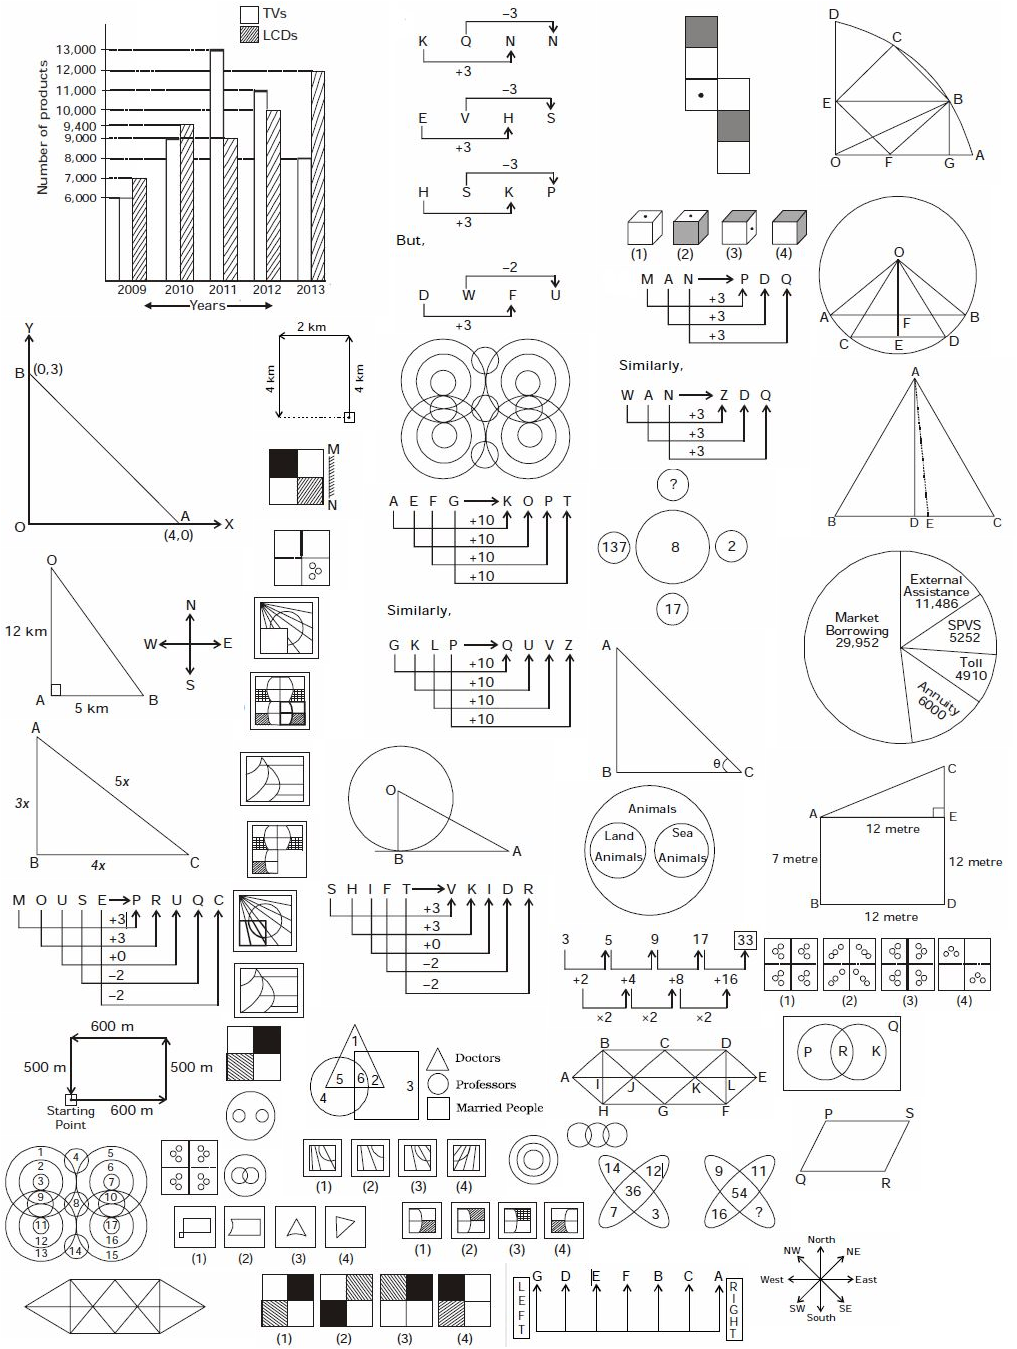 TVs
LCDs
Number of products
13,000
12,000
11,000
10,000
9,400
9,000
8,000
7,000
6,000
2009 2010 2011 2012 2013
Years
–3
K Q N N
+3
–3
E V H S
+3
–3
H S K P
+3
But,
–2
D W F U
+3
D
C
E
B
O F G A
(1) (2) (3) (4)
M A N P D Q
+3
+3
+3
Similarly,
W A N Z D Q
+3
+3
+3
O
A B
F
C E D
Y
B (0,3)
A
O X
(4,0)
2 km
4 km
4 km
M
N
A E F G K O P T
+10
+10
+10
+10
Similarly,
G K L P Q U V Z
+10
+10
+10
+10
?
137 8 2
17
A
B D E C
External
Assistance
11,486
Market
Borrowing
29,952
SPVS
5252
Toll
4910
Annuity
6000
O
12 km
A B
5 km
N
W E
S
A
3x
5x
B 4x C
A
B θ C
O
B A
Animals
Land
Animals
Sea
Animals
C
A E
12 metre
7 metre
12 metre
B D
12 metre
M O U S E P R U Q C
+3
+3
+0
–2
–2
S H I F T V K I D R
+3
+3
+0
–2
–2
3 5 9 17 33
+2 +4 +8 +16
×2 ×2 ×2
(1) (2) (3) (4)
600 m
500 m
500 m
Starting
Point
600 m
1
5 6 2 3
4
Doctors
Professors
Married People
B C D
A I J K L E
H G F
Q
P R K
P S
Q R
1
2
3
4
5
6
7
9
8
10
11
12
13
14
17
16
15
(1) (2) (3) (4)
(1) (2) (3) (4)
(1) (2) (3) (4)
14 12
36
7 3
9 11
54
16 ?
(1) (2) (3) (4)
LEFT
G D E F B C A
RIGHT
North
NW NE
West East
SW SE
South